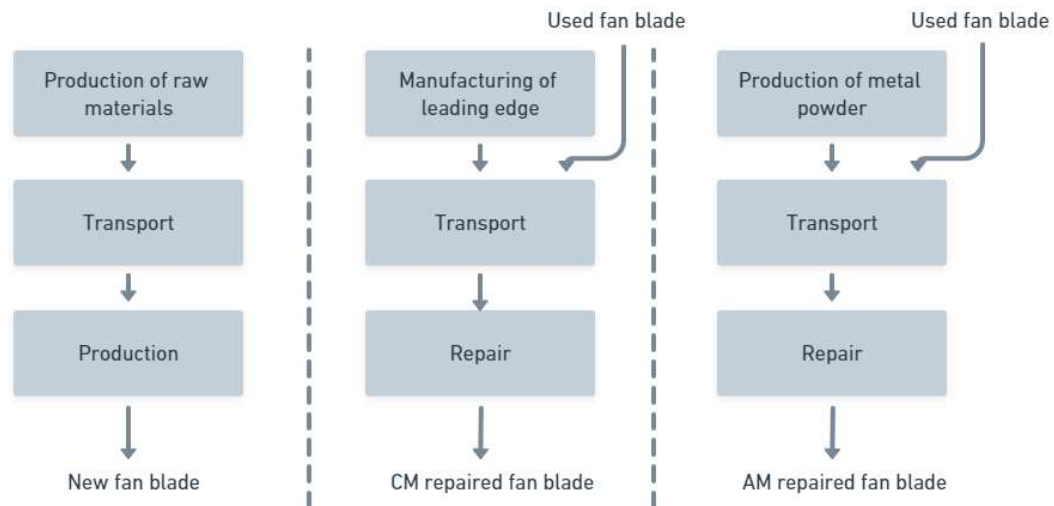 Used fan blade
Used fan blade
Production of raw
materials
Manufacturing of
leading edge
Production of metal
powder
Transport
Transport
Transport
Production
Repair
Repair
New fan blade
CM repaired fan blade
AM repaired fan blade